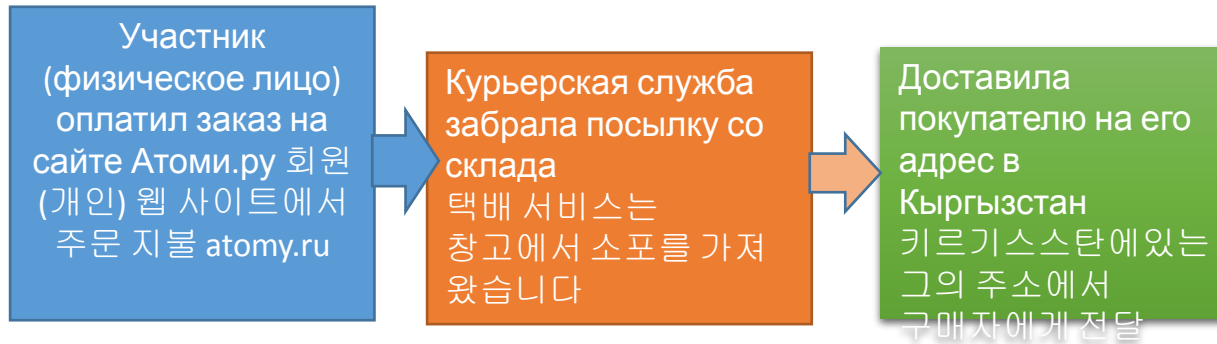 Участник
(физическое лицо)
оплатил заказ на
сайте Атоми.ру 회원
(개인) 웹 사이트에서
주문 지불 atomy.ru
Курьерская служба
забрала посылку со
склада
택배 서비스는
창고에서 소포를 가져
왔습니다
Доставила
покупателю на его
адрес в
Кыргызстан
키르기스스탄에있는
그의 주소에서
구매자에게 전달